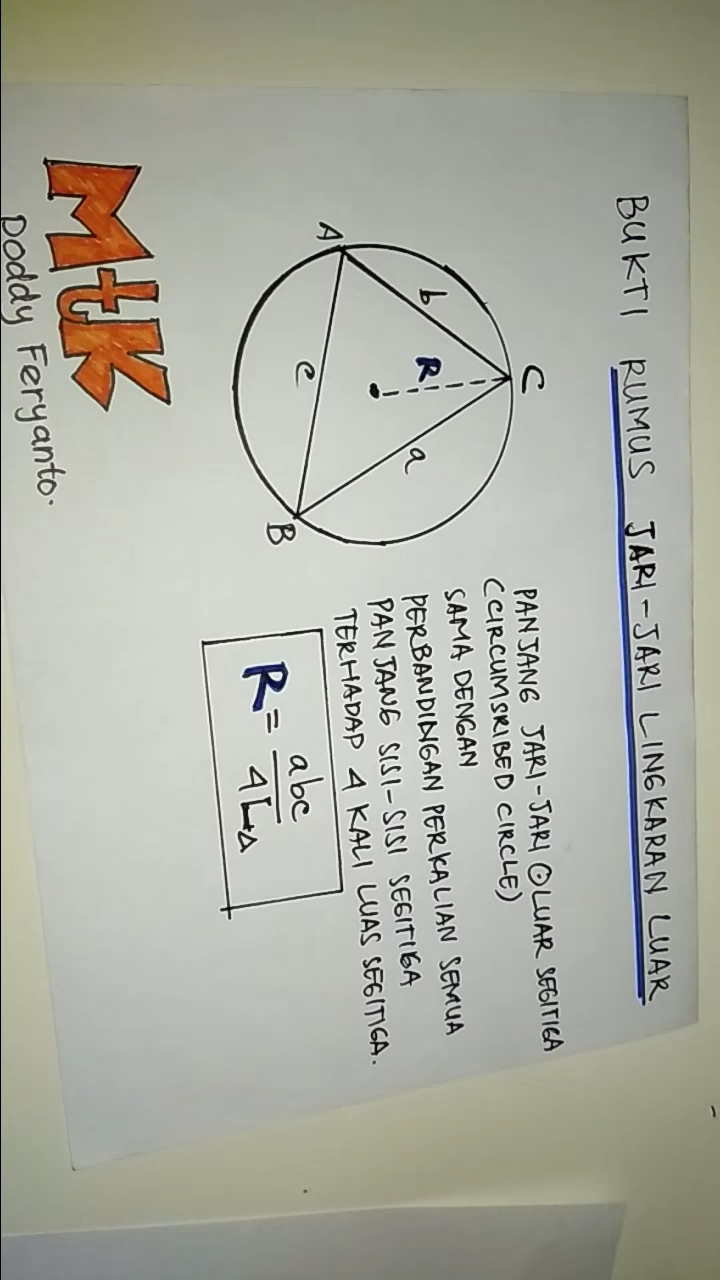 BUKTI RUMUS JARI-JARI LINGKARAN LUAR
C
b
R
a
A
c
B
PANJANG JARI-JARI ⊙LUAR SEGITIGA
(CIRCUMSRIBED CIRCLE)
SAMA DENGAN
PERBANDINGAN PERKALIAN SEMUA
PANJANG SISI-SISI SEGITIGA
TERHADAP 4 KALI LUAS SEGITIGA.
R = abc
4L△
MtK
Doddy Feryanto.